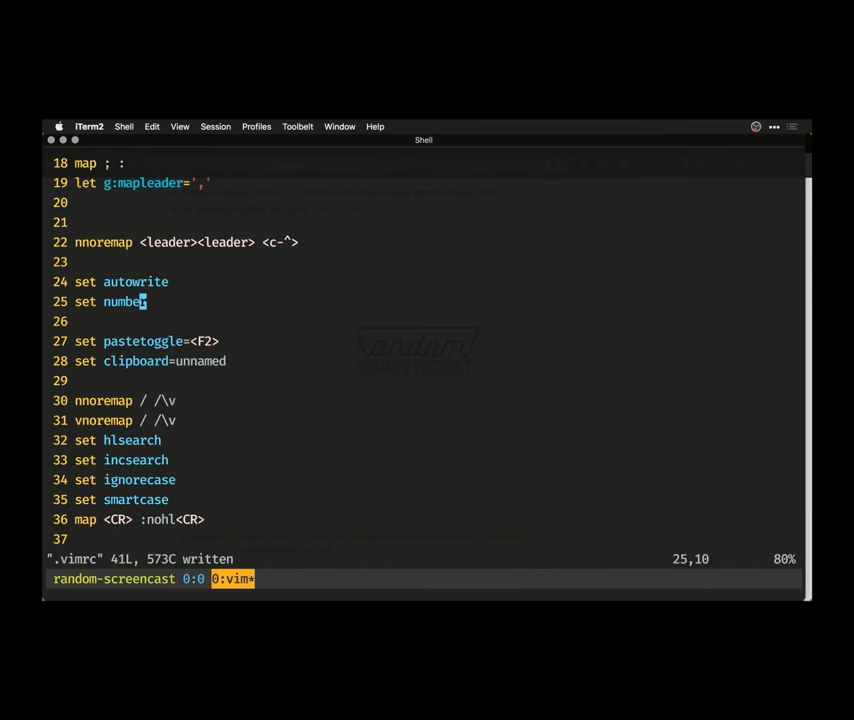 iTerm2 Shell Edit View Session Profiles Toolbelt Window Help
Shell
18 map ; :
19 let g:mapleader=','
20
21
22 nnoremap <leader><leader> <c-^>
23
24 set autowrite
25 set number
26
27 set pastetoggle=<F2>
28 set clipboard=unnamed
29
30 nnoremap / /\v
31 vnoremap / /\v
32 set hlsearch
33 set incsearch
34 set ignorecase
35 set smartcase
36 map <CR> :nohl<CR>
37
".vimrc" 41L, 573C written 25,10 80%
random-screencast 0:0 0:vim*
random
SCREENCAST